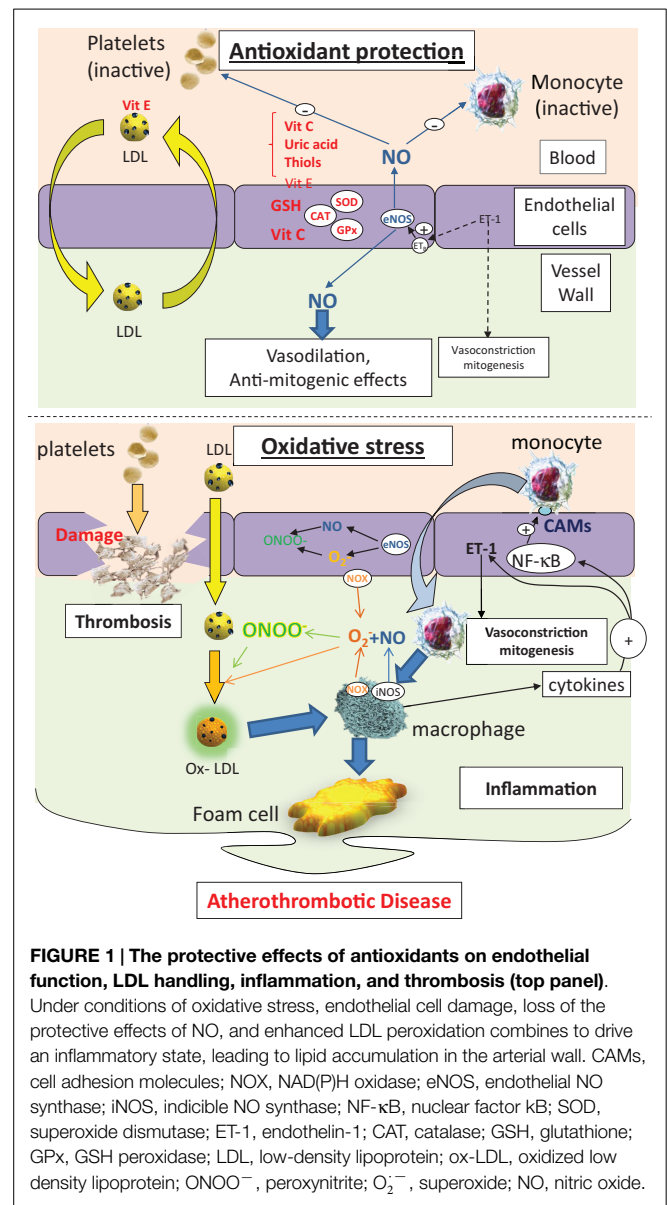 Platelets
(inactive)
Antioxidant protection
Monocyte
(inactive)
Vit E
LDL
-
-
Vit C
Uric acid
Thiols
Vit E
NO
Blood
GSH
SOD
CAT
GPx
Vit C
eNOS
+
ET_B
ET-1
Endothelial
cells
Vessel
Wall
LDL
NO
Vasodilation,
Anti-mitogenic effects
Vasoconstriction
mitogenesis
platelets
LDL
Oxidative stress
monocyte
Damage
ONOO-
NO
O2-
eNOS
NOX
+
CAMs
ET-1
NF-κB
Thrombosis
ONOO-
O2-+NO
Vasoconstriction
mitogenesis
+
NOX
iNOS
cytokines
macrophage
Ox- LDL
Inflammation
Foam cell
Atherothrombotic Disease
FIGURE 1 | The protective effects of antioxidants on endothelial
function, LDL handling, inflammation, and thrombosis (top panel).
Under conditions of oxidative stress, endothelial cell damage, loss of the
protective effects of NO, and enhanced LDL peroxidation combines to drive
an inflammatory state, leading to lipid accumulation in the arterial wall. CAMs,
cell adhesion molecules; NOX, NAD(P)H oxidase; eNOS, endothelial NO
synthase; iNOS, indicible NO synthase; NF-κB, nuclear factor kB; SOD,
superoxide dismutase; ET-1, endothelin-1; CAT, catalase; GSH, glutathione;
GPx, GSH peroxidase; LDL, low-density lipoprotein; ox-LDL, oxidized low
density lipoprotein; ONOO⁻, peroxynitrite; O₂˙⁻, superoxide; NO, nitric oxide.